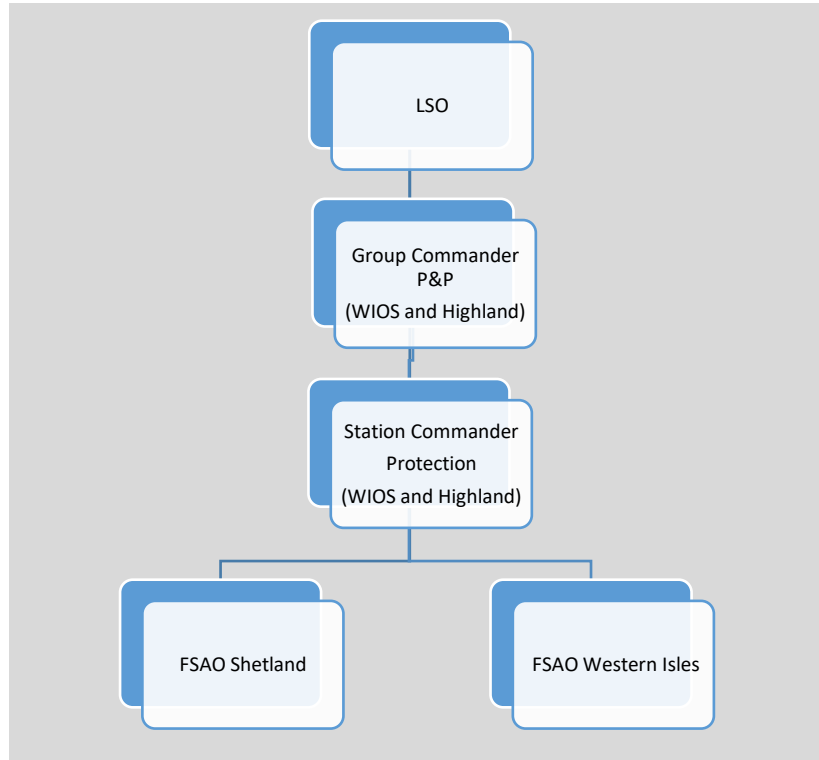 LSO
Group Commander
P&P
(WIOS and Highland)
Station Commander
Protection
(WIOS and Highland)
FSAO Shetland
FSAO Western Isles